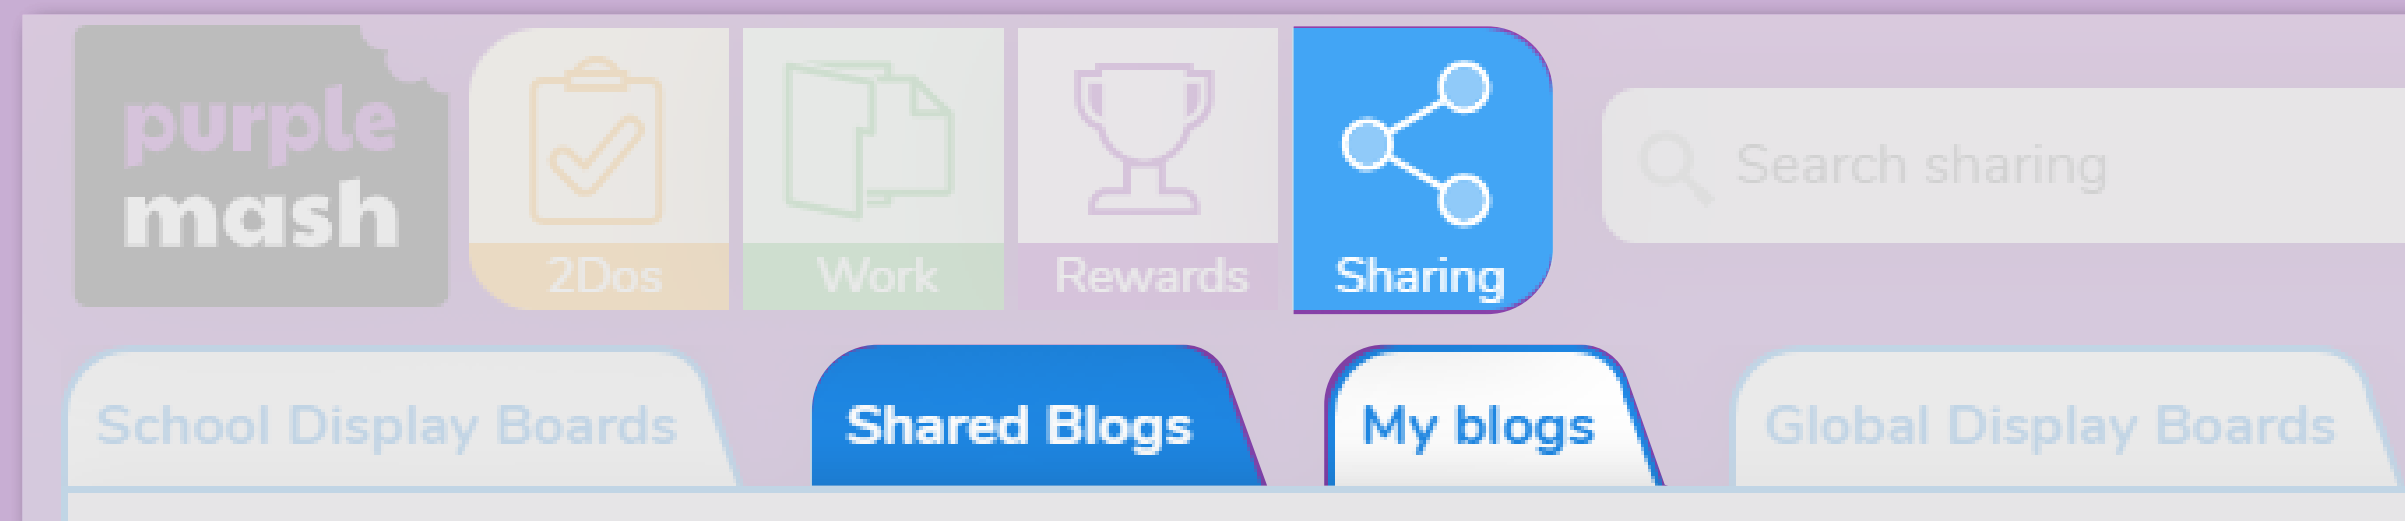 purple
mash
2Dos
Work
Rewards
Sharing
Search sharing
School Display Boards
Shared Blogs
My blogs
Global Display Boards